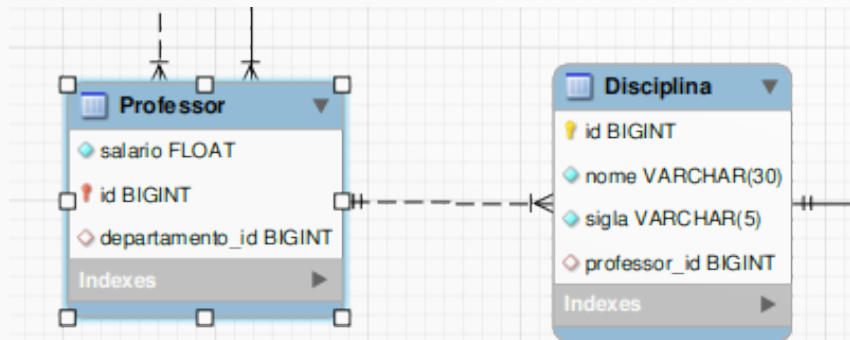 Professor
salario FLOAT
id BIGINT
departamento_id BIGINT
Indexes
Disciplina
id BIGINT
nome VARCHAR(30)
sigla VARCHAR(5)
professor_id BIGINT
Indexes